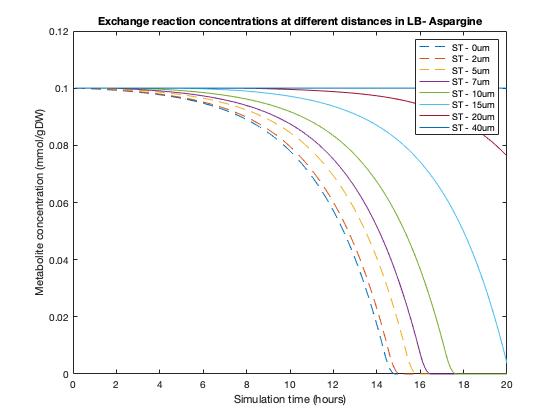 Exchange reaction concentrations at different distances in LB- Aspargine
Metabolite concentration (mmol/gDW)
0.12
0.1
0.08
0.06
0.04
0.02
0
0 2 4 6 8 10 12 14 16 18 20
Simulation time (hours)
ST - 0um
ST - 2um
ST - 5um
ST - 7um
ST - 10um
ST - 15um
ST - 20um
ST - 40um